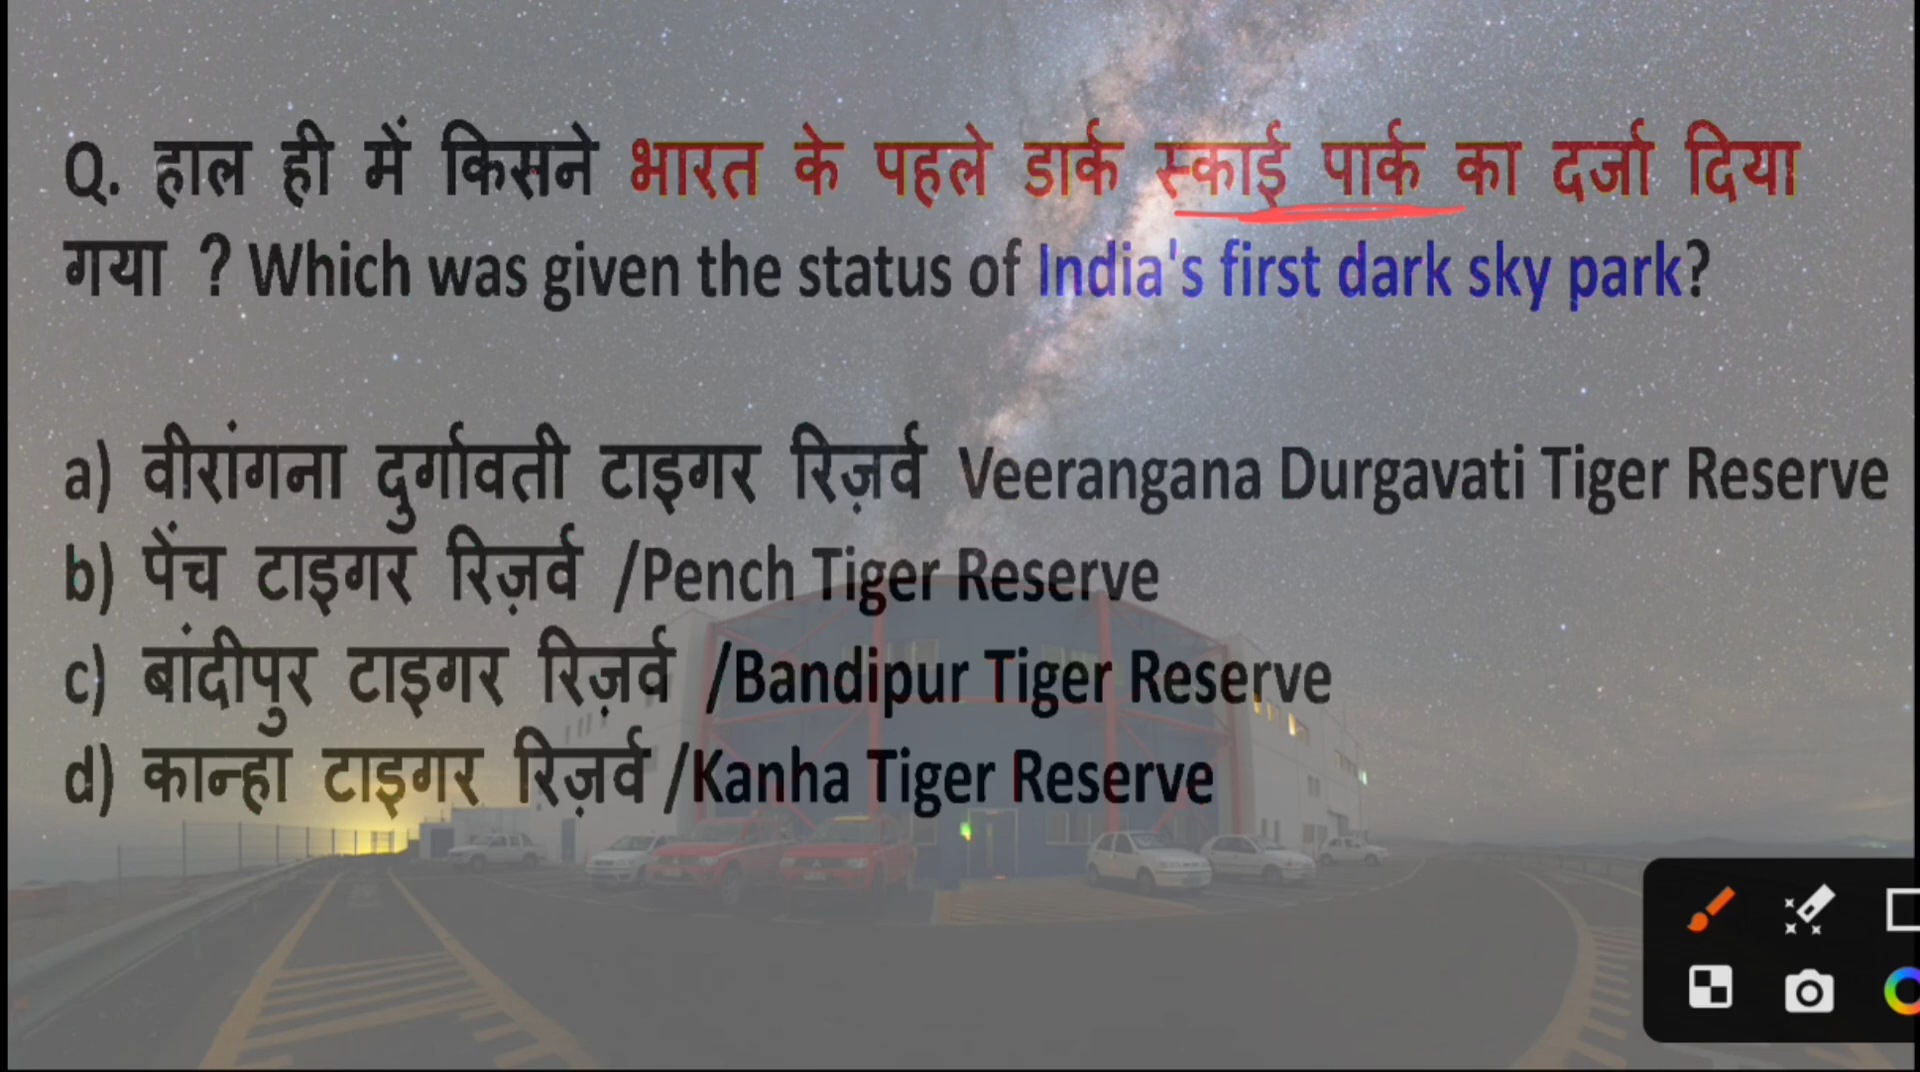 Q. हाल ही में किसने भारत के पहले डार्क स्काई पार्क का दर्जा दिया
गया ? Which was given the status of India's first dark sky park?
a) वीरांगना दुर्गावती टाइगर रिज़र्व Veerangana Durgavati Tiger Reserve
b) पेंच टाइगर रिज़र्व /Pench Tiger Reserve
c) बांदीपुर टाइगर रिज़र्व /Bandipur Tiger Reserve
d) कान्हा टाइगर रिज़र्व /Kanha Tiger Reserve